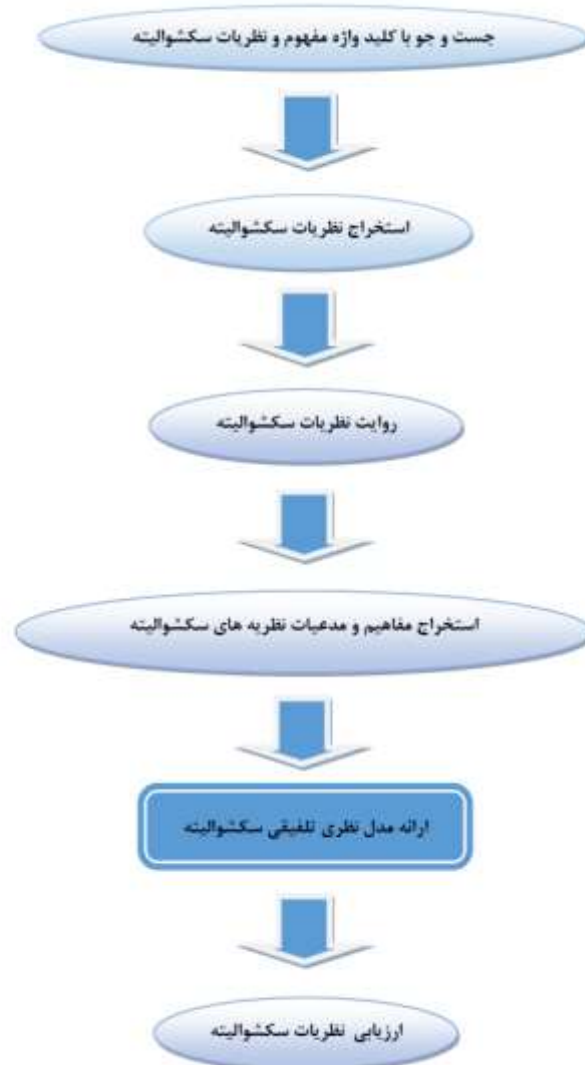 جست و جو با کلید واژه مفهوم و نظریات سکشوالیته
استخراج نظریات سکشوالیته
روایت نظریات سکشوالیته
استخراج مفاهیم و مدعیات نظریه های سکشوالیته
ارائه مدل نظری تلفیقی سکشوالیته
ارزیابی نظریات سکشوالیته